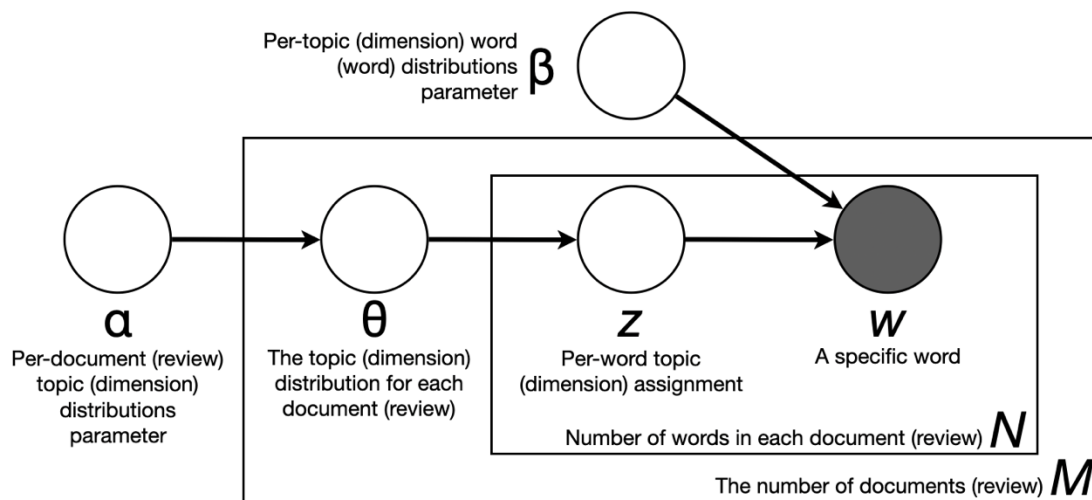 Per-topic (dimension) word
(word) distributions
parameter
β
α
Per-document (review)
topic (dimension)
distributions
parameter
θ
The topic (dimension)
distribution for each
document (review)
z
Per-word topic
(dimension) assignment
w
A specific word
Number of words in each document (review) N
The number of documents (review) M